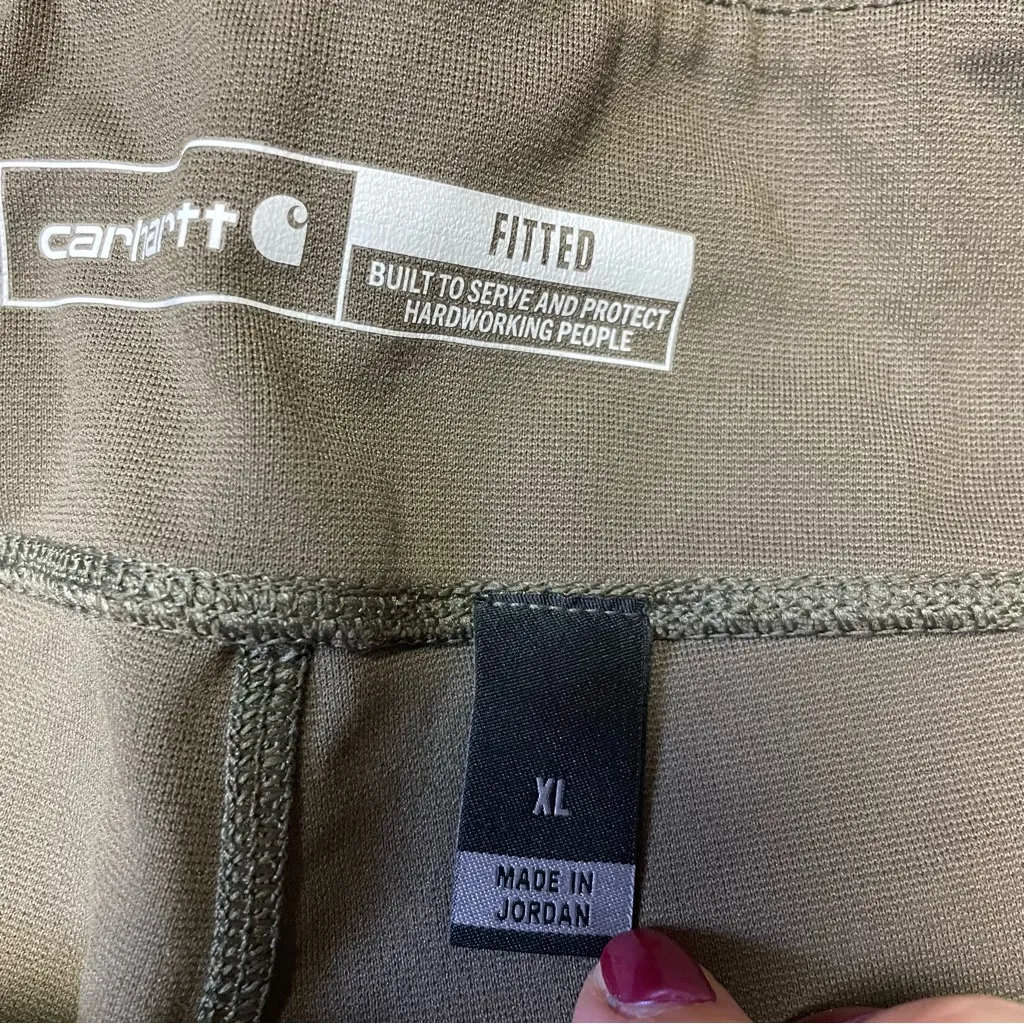 carhartt
FITTED
BUILT TO SERVE AND PROTECT
HARDWORKING PEOPLE
XL
MADE IN
JORDAN